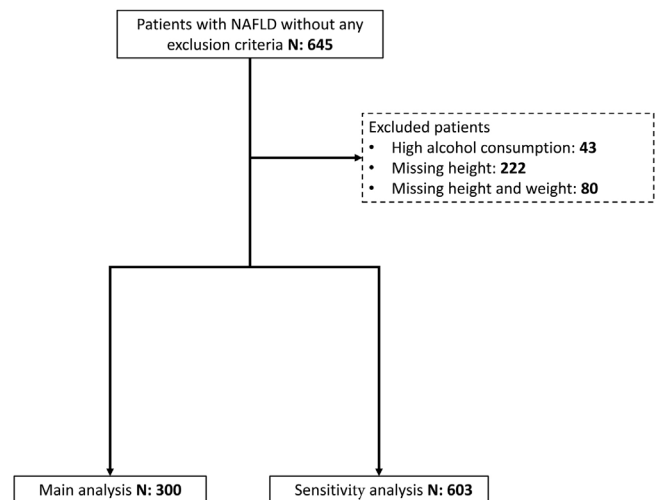 Patients with NAFLD without any
exclusion criteria N: 645
Excluded patients
• High alcohol consumption: 43
• Missing height: 222
• Missing height and weight: 80
Main analysis N: 300
Sensitivity analysis N: 603